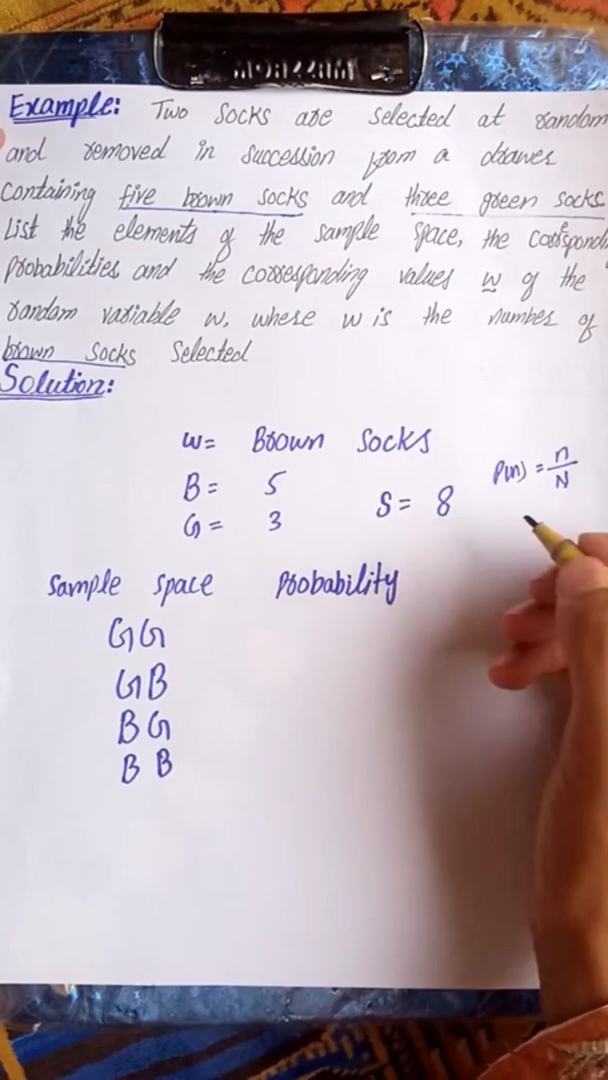 MOAZZAM
Example: Two socks are selected at random
and removed in succession from a drawer
containing five brown socks and three green socks.
List the elements of the sample space, the correspondi
probabilities, and the corresponding values w of the
random variable w, where w is the number of
brown socks selected
Solution:
w= Brown socks
B= 5
G= 3
S= 8
P(n) = n/N
Sample space Probability
GG
GB
BG
BB